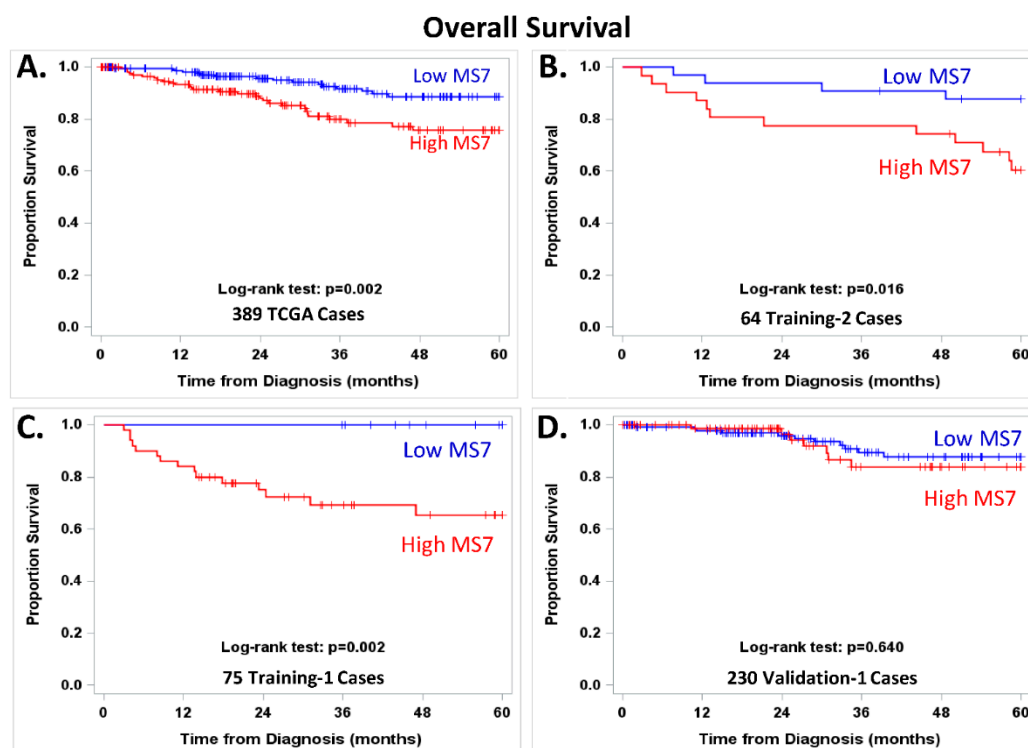 Overall Survival
A.
1.0
0.8
0.6
0.4
0.2
0.0
Proportion Survival
Low MS7
High MS7
Log-rank test: p=0.002
389 TCGA Cases
0 12 24 36 48 60
Time from Diagnosis (months)
B.
1.0
0.8
0.6
0.4
0.2
0.0
Proportion Survival
Low MS7
High MS7
Log-rank test: p=0.016
64 Training-2 Cases
0 12 24 36 48 60
Time from Diagnosis (months)
C.
1.0
0.8
0.6
0.4
0.2
0.0
Proportion Survival
Low MS7
High MS7
Log-rank test: p=0.002
75 Training-1 Cases
0 12 24 36 48 60
Time from Diagnosis (months)
D.
1.0
0.8
0.6
0.4
0.2
0.0
Proportion Survival
Low MS7
High MS7
Log-rank test: p=0.640
230 Validation-1 Cases
0 12 24 36 48 60
Time from Diagnosis (months)